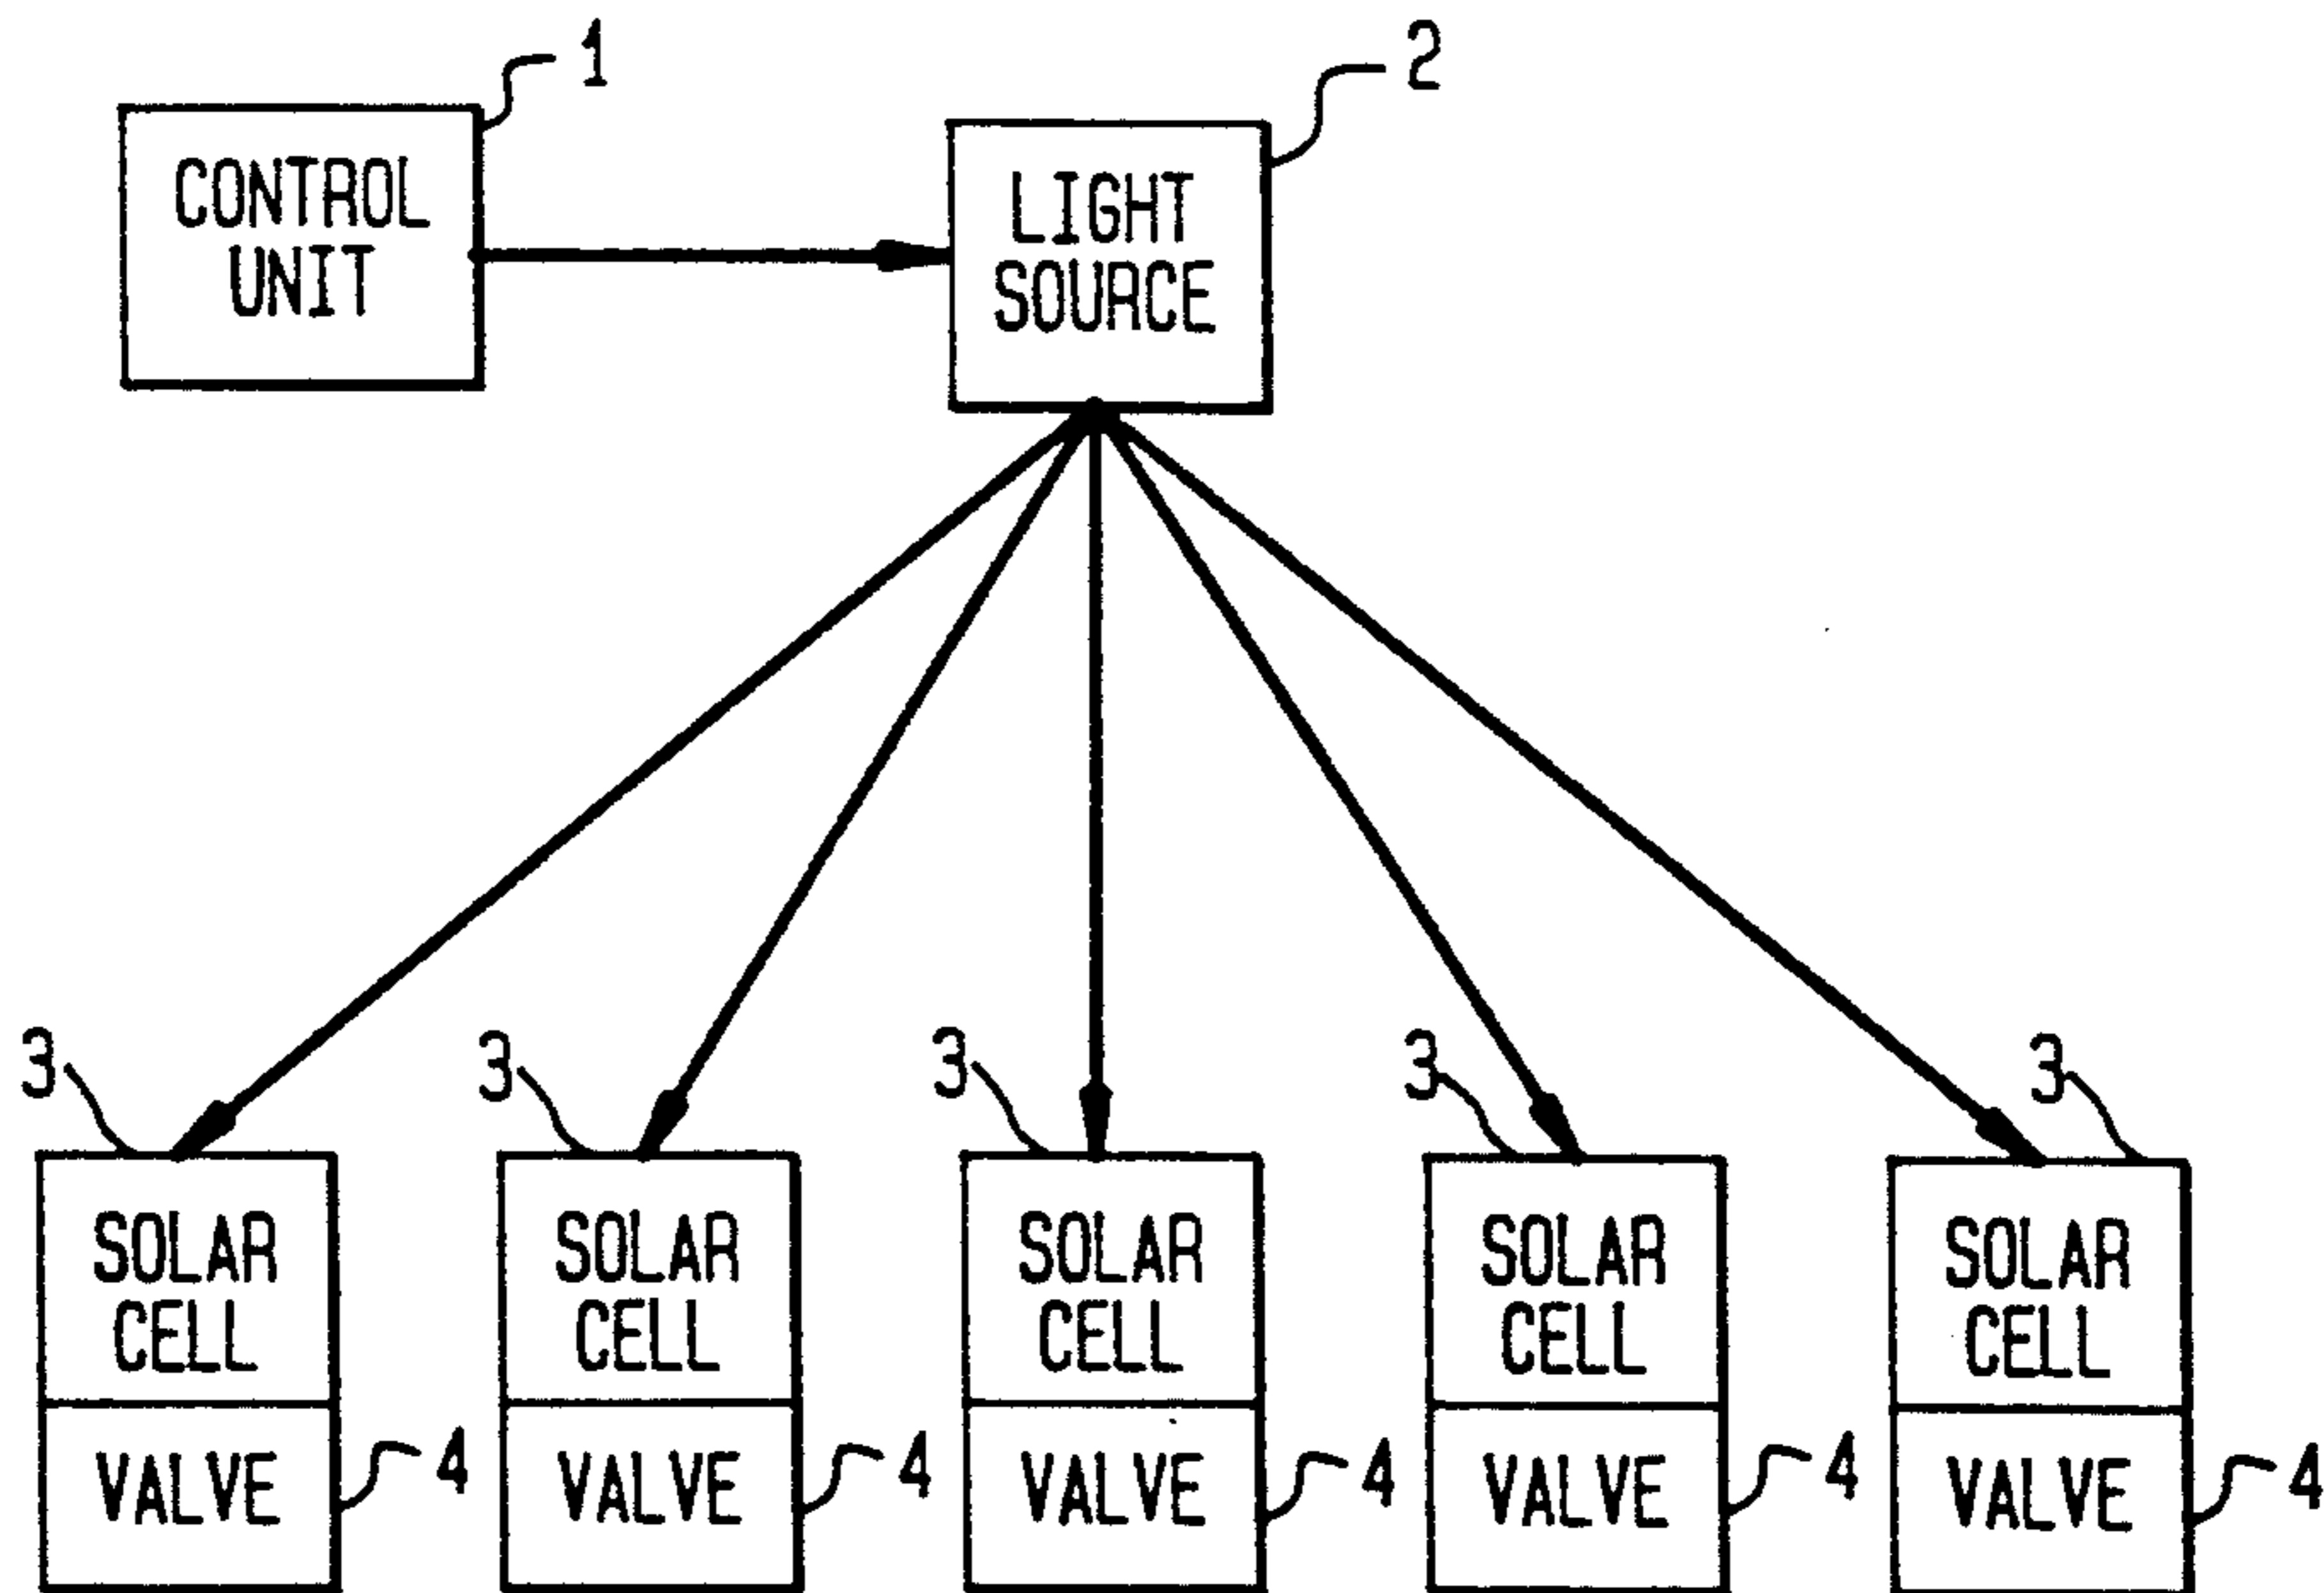 1
2
CONTROL
UNIT
LIGHT
SOURCE
3
3
3
3
3
SOLAR
CELL
SOLAR
CELL
SOLAR
CELL
SOLAR
CELL
SOLAR
CELL
VALVE
4
VALVE
4
VALVE
4
VALVE
4
VALVE
4